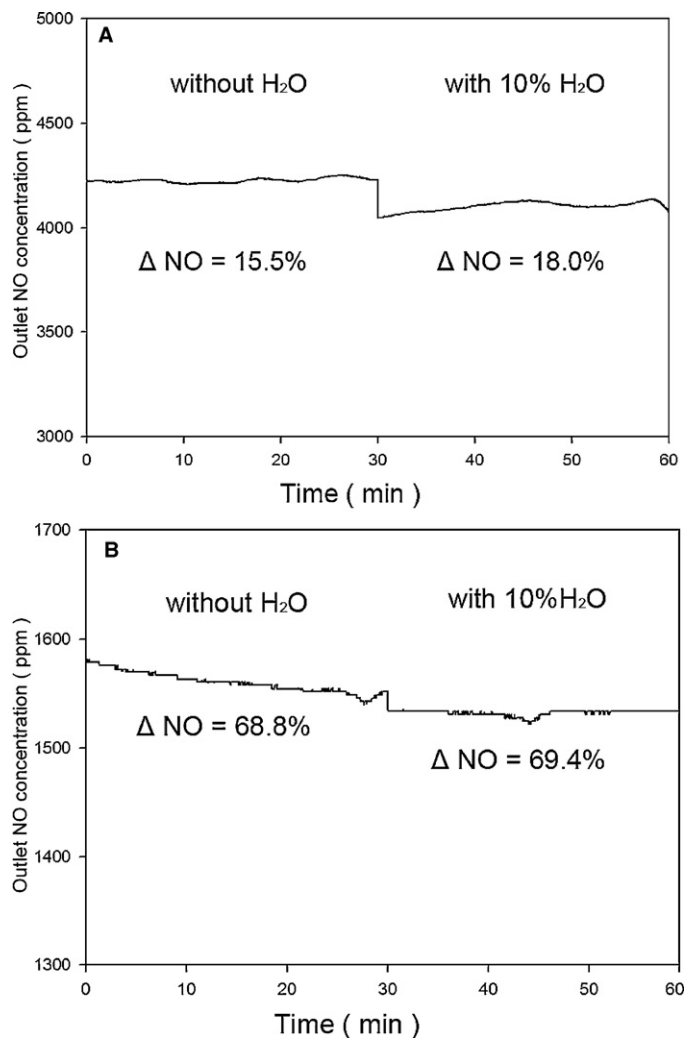 A
5000
without H₂O
with 10% H₂O
4500
4000
Δ NO = 15.5%
Δ NO = 18.0%
3500
3000
Outlet NO concentration ( ppm )
0 10 20 30 40 50 60
Time ( min )
B
1700
without H₂O
with 10%H₂O
1600
1500
Δ NO = 68.8%
Δ NO = 69.4%
1400
1300
Outlet NO concentration ( ppm )
0 10 20 30 40 50 60
Time ( min )